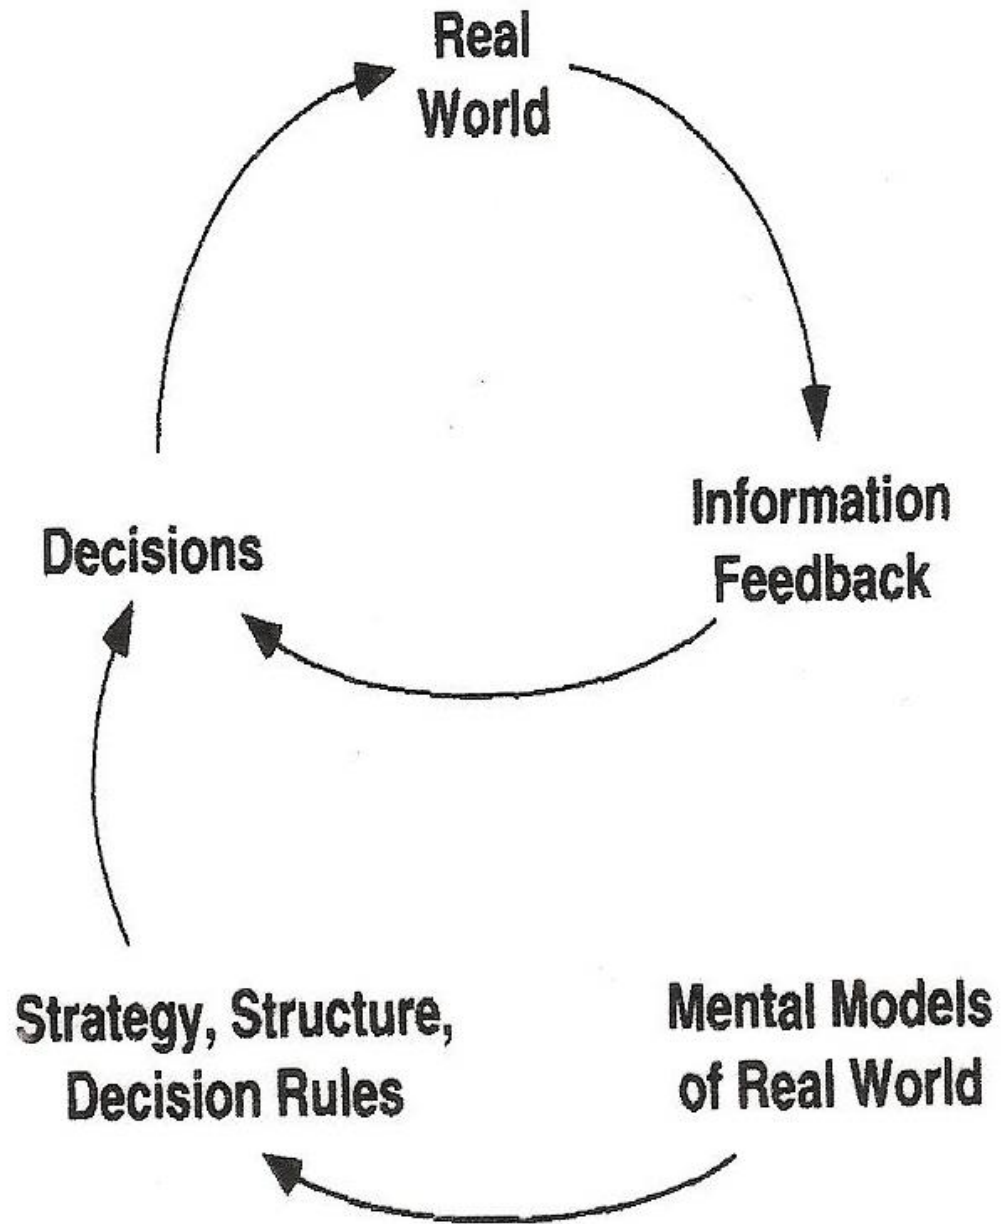 Real
World
Information
Feedback
Decisions
Strategy, Structure,
Decision Rules
Mental Models
of Real World